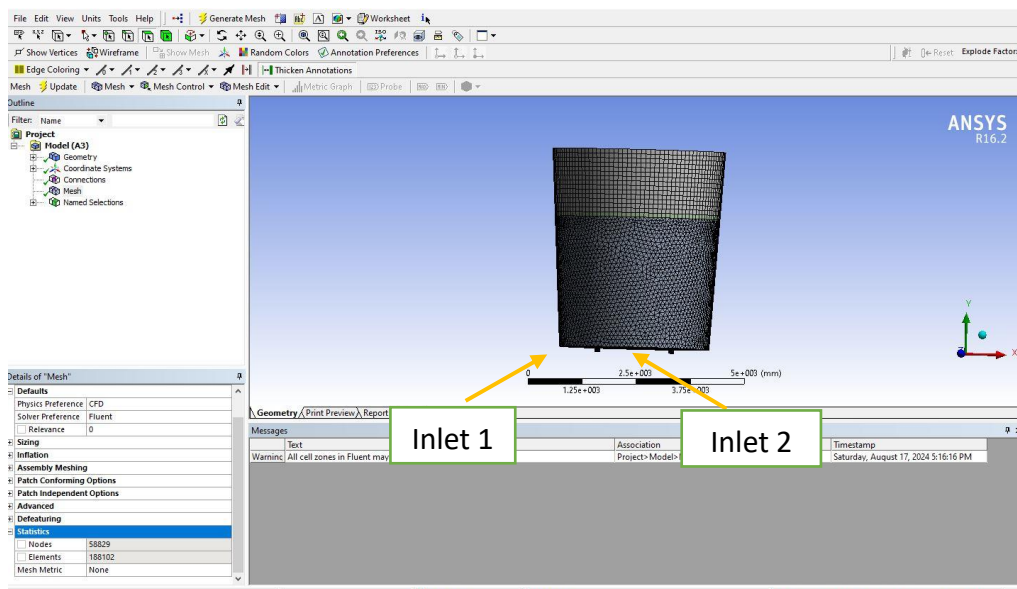 File Edit View Units Tools Help Generate Mesh Worksheet
Show Vertices Wireframe Show Mesh Random Colors Annotation Preferences Reset Explode Factor:
Edge Coloring Thicken Annotations
Mesh Update Mesh Mesh Control Mesh Edit Metric Graph Probe
Outline
Filter: Name
Project
Model (A3)
Geometry
Coordinate Systems
Connections
Mesh
Named Selections
ANSYS
R16.2
Y
X
0 2.5e+003 5e+003 (mm)
1.25e+003 3.75e+003
Inlet 1
Inlet 2
Geometry Print Preview Report
Messages
Text Association Timestamp
Warning All cell zones in Fluent may Project>Model> Saturday, August 17, 2024 5:16:16 PM
Details of "Mesh"
Defaults
Physics Preference CFD
Solver Preference Fluent
Relevance 0
Sizing
Inflation
Assembly Meshing
Patch Conforming Options
Patch Independent Options
Advanced
Defeaturing
Statistics
Nodes 58829
Elements 188102
Mesh Metric None